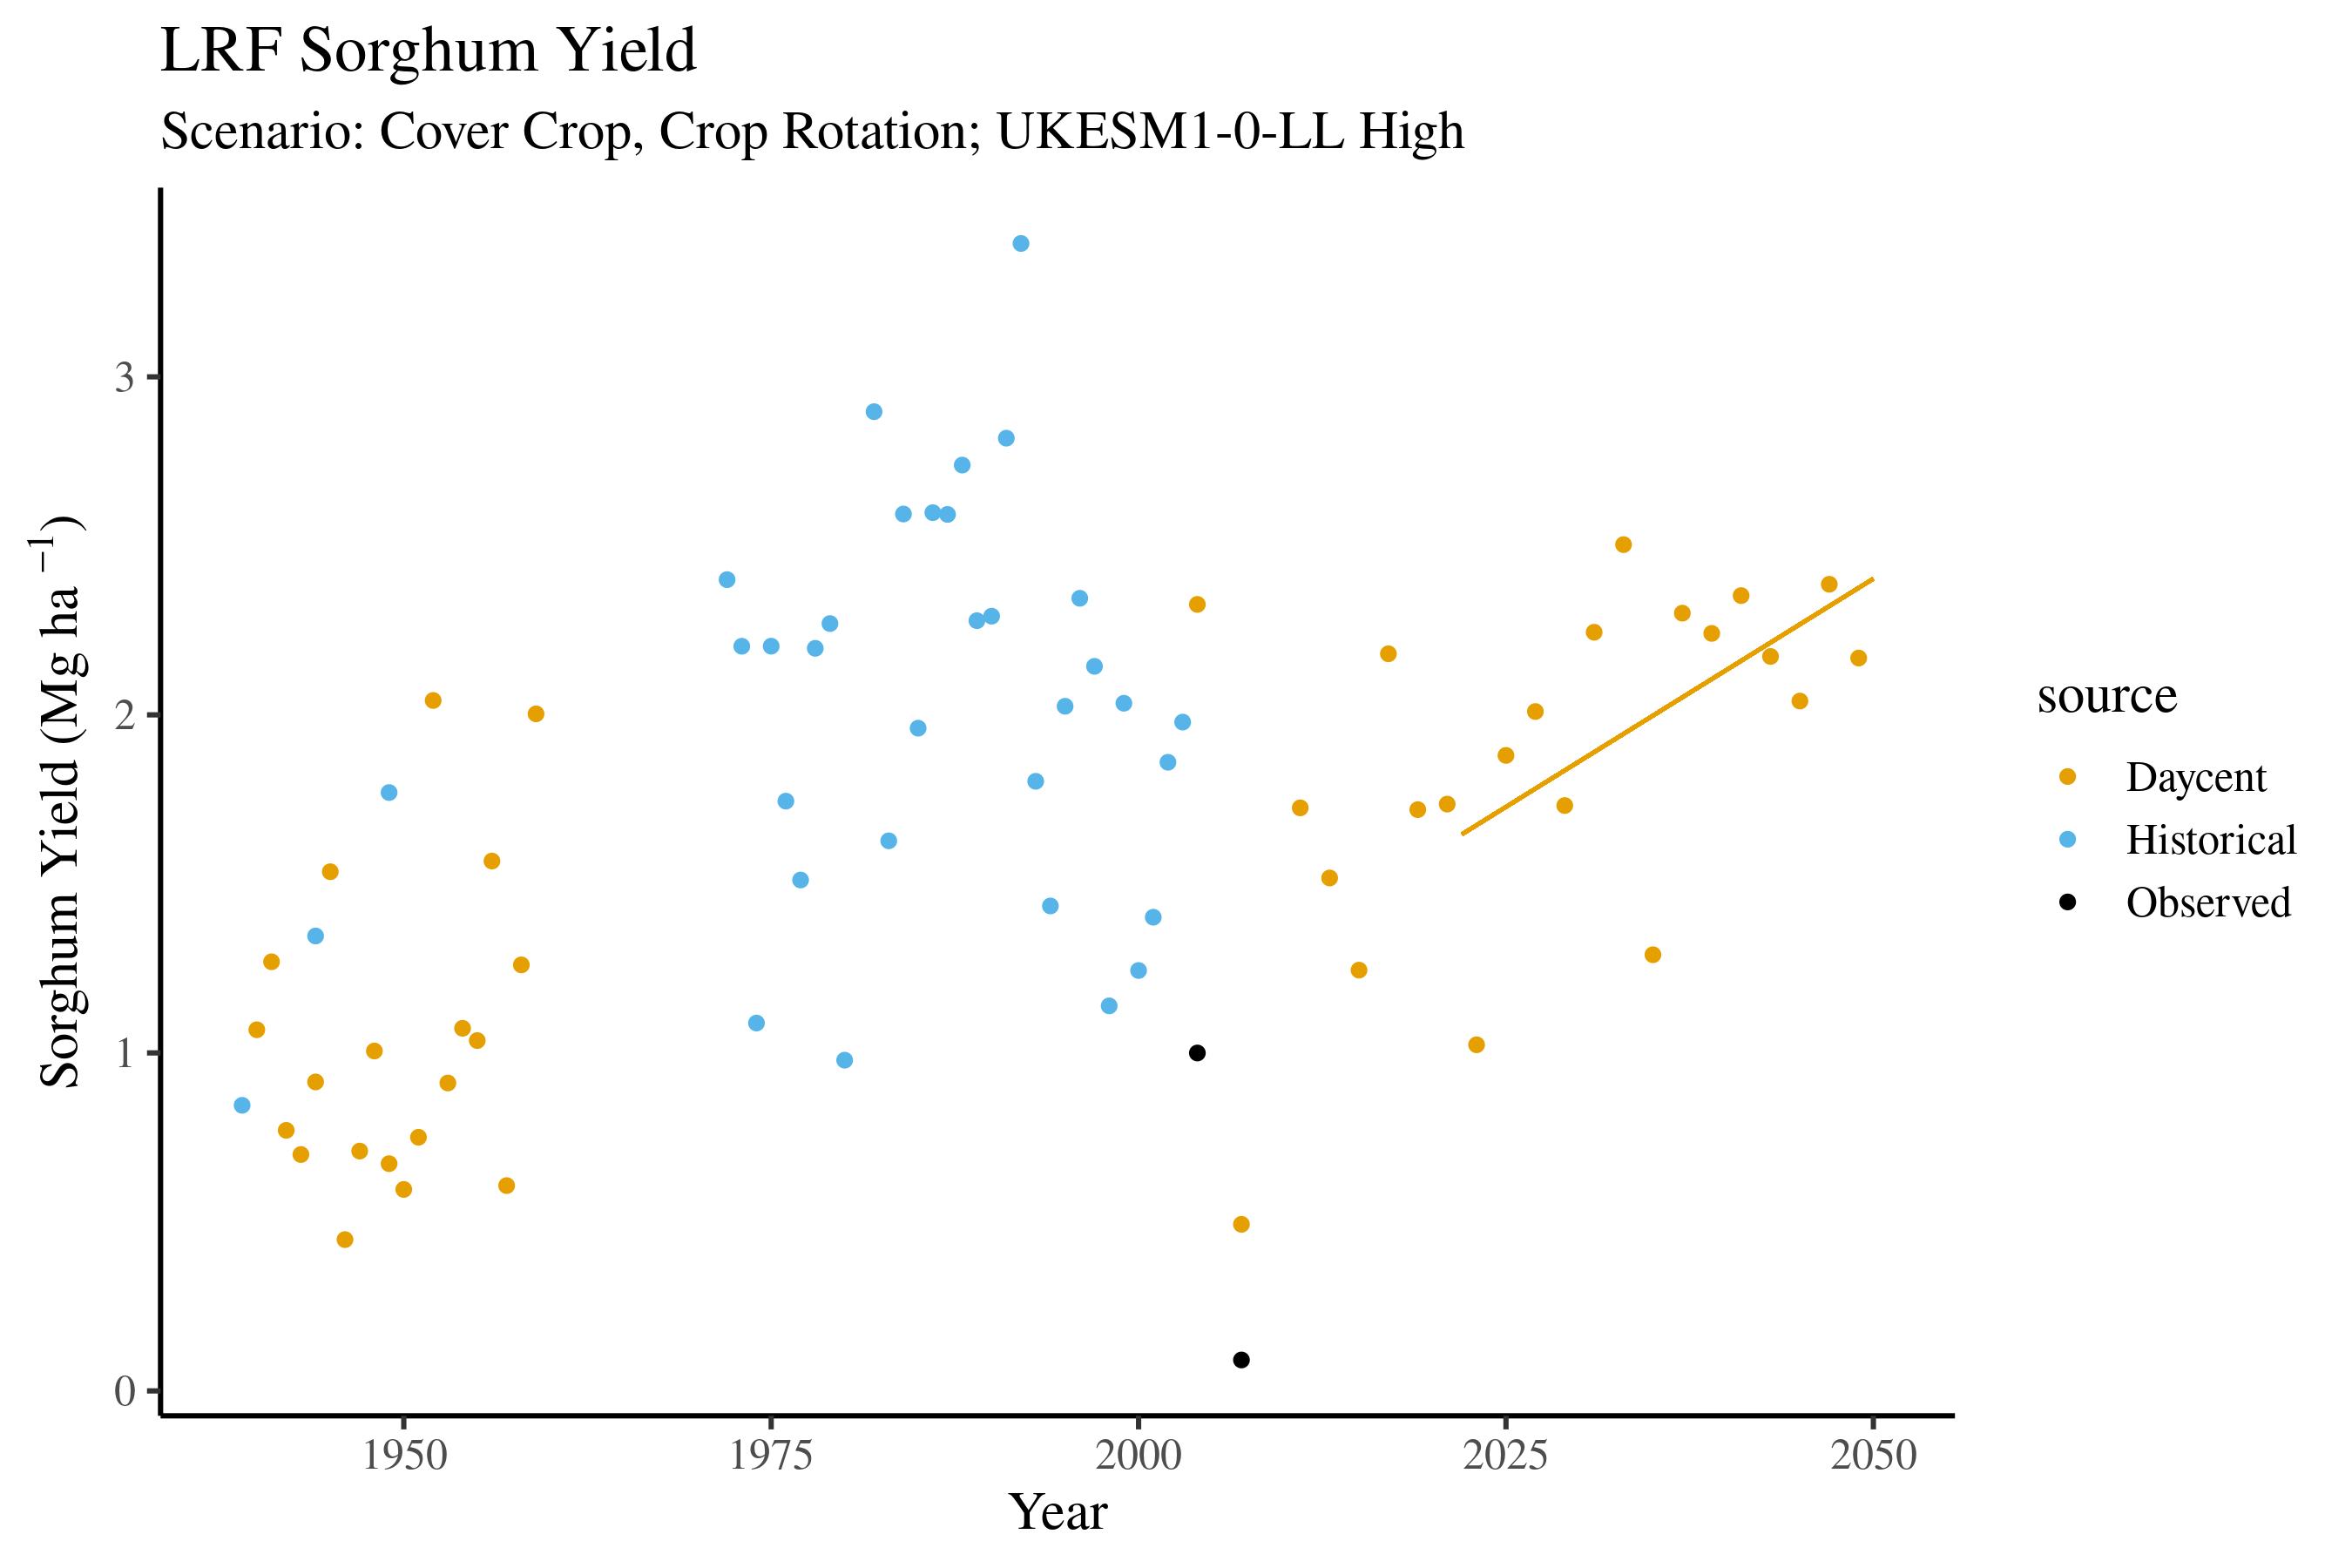 LRF Sorghum Yield
Scenario: Cover Crop, Crop Rotation; UKESM1-0-LL High
Sorghum Yield (Mg ha⁻¹)
3
2
1
0
1950 1975 2000 2025 2050
Year
source
Daycent
Historical
Observed